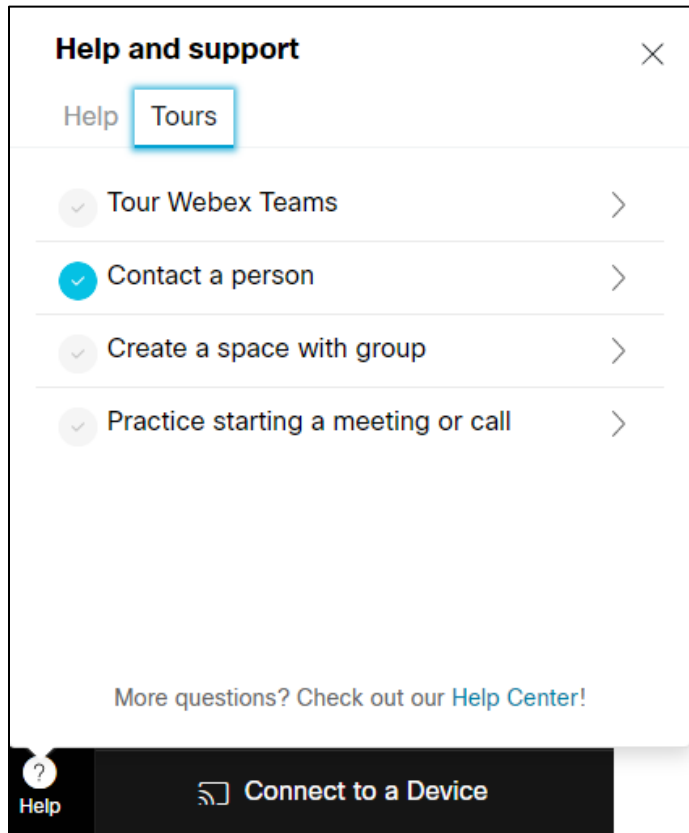 Help and support
Help Tours
Tour Webex Teams
Contact a person
Create a space with group
Practice starting a meeting or call
More questions? Check out our Help Center!
?
Help Connect to a Device